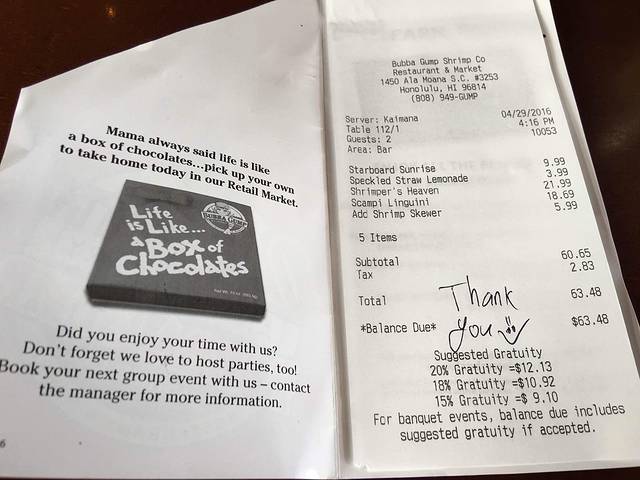 Mama always said life is like
a box of chocolates...pick up your own
to take home today in our Retail Market.
BUBBA GUMP
Life
is Like...
a Box of
Chocolates
Did you enjoy your time with us?
Don't forget we love to host parties, too!
Book your next group event with us – contact
the manager for more information.
6
Bubba Gump Shrimp Co
Restaurant & Market
1450 Ala Moana S.C. #3253
Honolulu, HI 96814
(808) 949-GUMP
Server: Kaimana 04/29/2016
Table 112/1 4:16 PM
Guests: 2 10053
Area: Bar
Starboard Sunrise 9.99
Speckled Straw Lemonade 3.99
Shrimper's Heaven 21.99
Scampi Linguini 18.69
Add Shrimp Skewer 5.99
5 Items
Subtotal 60.65
Tax 2.83
Total 63.48
Thank
you
*Balance Due* $63.48
Suggested Gratuity
20% Gratuity =$12.13
18% Gratuity =$10.92
15% Gratuity =$ 9.10
For banquet events, balance due includes
suggested gratuity if accepted.